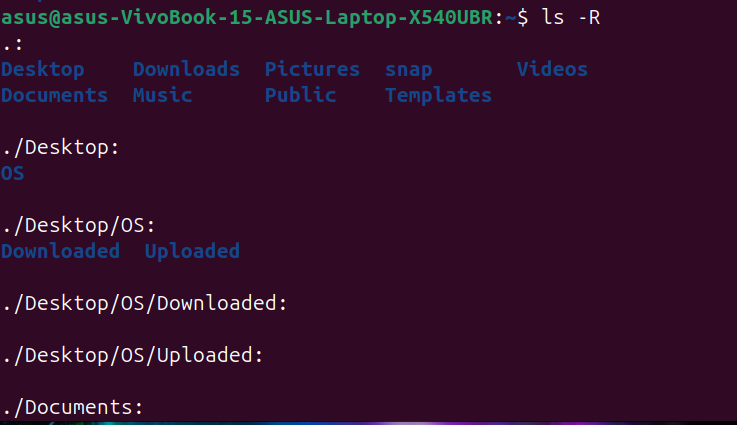 asus@asus-VivoBook-15-ASUS-Laptop-X540UBR:~$ ls -R
.:
Desktop    Downloads  Pictures  snap       Videos
Documents  Music      Public    Templates

./Desktop:
OS

./Desktop/OS:
Downloaded  Uploaded

./Desktop/OS/Downloaded:

./Desktop/OS/Uploaded:

./Documents: